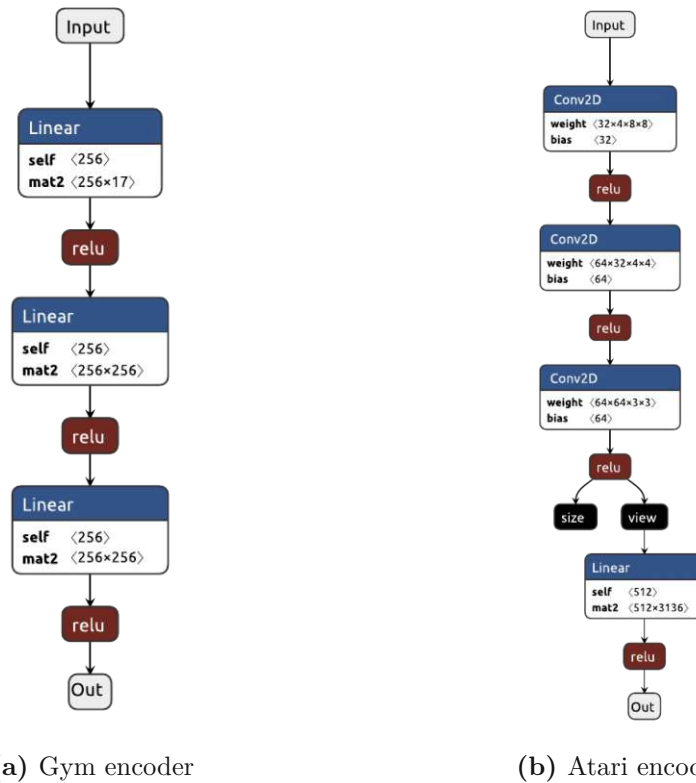 Input
Linear
self ⟨256⟩
mat2 ⟨256×17⟩
relu
Linear
self ⟨256⟩
mat2 ⟨256×256⟩
relu
Linear
self ⟨256⟩
mat2 ⟨256×256⟩
relu
Out
a) Gym encoder
Input
Conv2D
weight ⟨32×4×8×8⟩
bias ⟨32⟩
relu
Conv2D
weight ⟨64×32×4×4⟩
bias ⟨64⟩
relu
Conv2D
weight ⟨64×64×3×3⟩
bias ⟨64⟩
relu
size view
Linear
self ⟨512⟩
mat2 ⟨512×3136⟩
relu
Out
(b) Atari encod